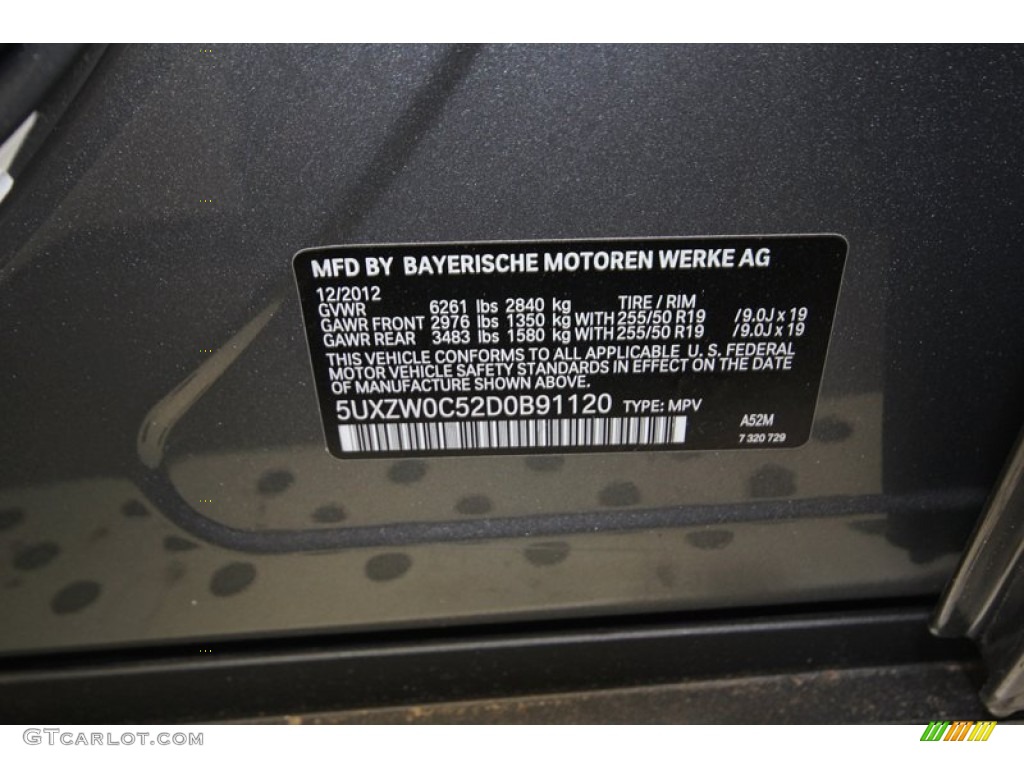 MFD BY BAYERISCHE MOTOREN WERKE AG
12/2012
GVWR 6261 lbs 2840 kg TIRE / RIM
GAWR FRONT 2976 lbs 1350 kg WITH 255/50 R19 /9.0J x 19
GAWR REAR 3483 lbs 1580 kg WITH 255/50 R19 /9.0J x 19
THIS VEHICLE CONFORMS TO ALL APPLICABLE U. S. FEDERAL
MOTOR VEHICLE SAFETY STANDARDS IN EFFECT ON THE DATE
OF MANUFACTURE SHOWN ABOVE.
5UXZW0C52D0B91120 TYPE: MPV
A52M
7 320 729
GTCarlot.com